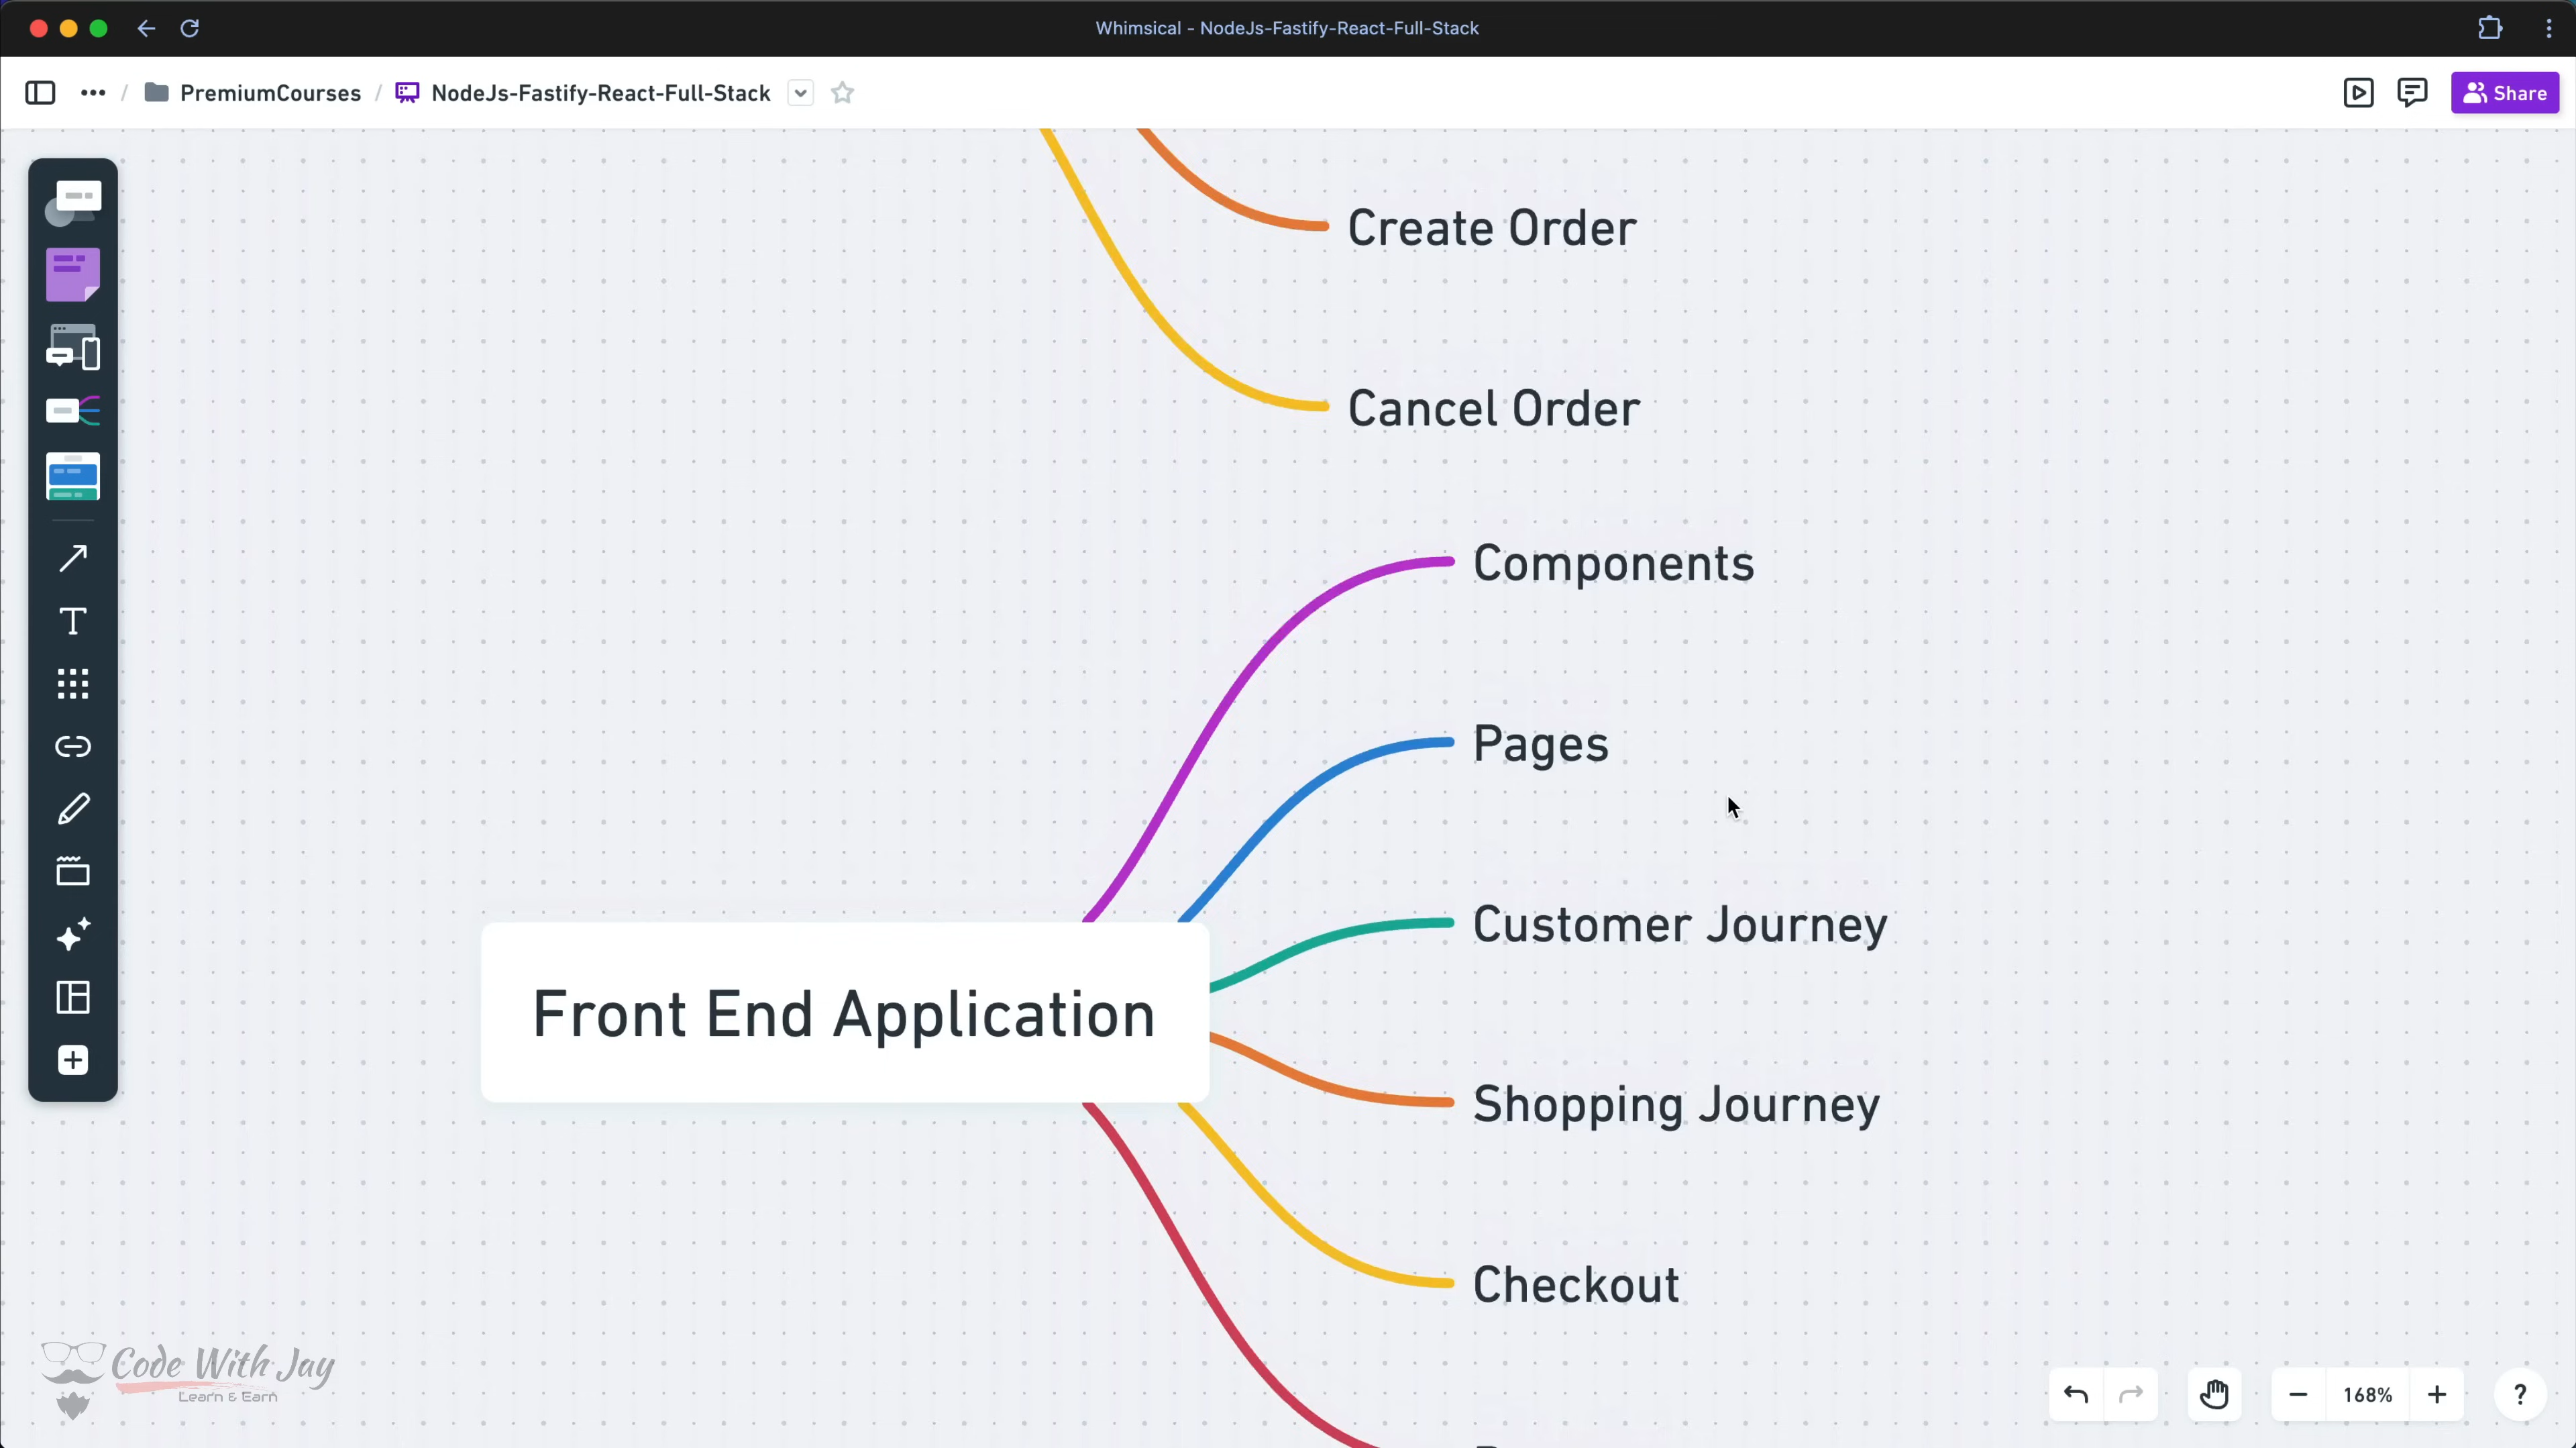 Whimsical - NodeJs-Fastify-React-Full-Stack
PremiumCourses / NodeJs-Fastify-React-Full-Stack
Share
Create Order
Cancel Order
Components
Pages
Customer Journey
Front End Application
Shopping Journey
Checkout
Code With Jay
Learn & Earn
168%